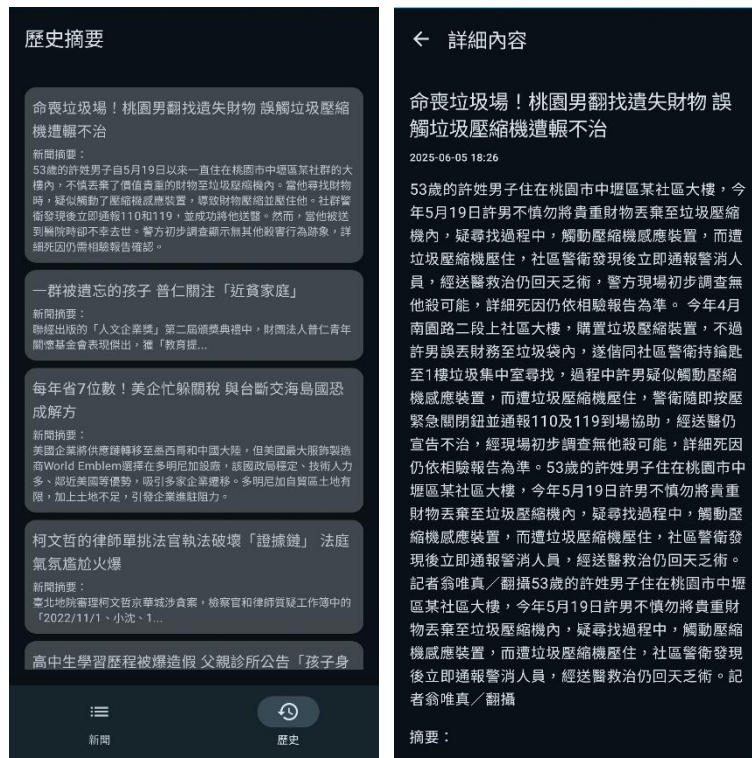 歷史摘要
命喪垃圾場！桃園男翻找遺失財物 誤觸垃圾壓縮
機遭輾不治
新聞摘要：
53歲的許姓男子自5月19日以來一直住在桃園市中壢區某社群的大
樓內，不慎丟棄了價值貴重的財物至垃圾壓縮機內。當他尋找財物
時，疑似觸動了壓縮機感應裝置，導致財物壓縮並壓住他。社群警
衛發現後立即通報110和119，並成功將他送醫。然而，當他被送
到醫院時卻不幸去世。警方初步調查顯示無其他殺害行為跡象，詳
細死因仍需相驗報告確認。
一群被遺忘的孩子 普仁關注「近貧家庭」
新聞摘要：
聯經出版的「人文企業獎」第二屆頒獎典禮中，財團法人普仁青年
關懷基金會表現傑出，獲「教育提...
每年省7位數！美企忙躲關稅 與台斷交海島國恐
成解方
新聞摘要：
美國企業將供應鏈轉移至墨西哥和中國大陸，但美國最大服飾製造
商World Emblem選擇在多明尼加設廠，該國政局穩定、技術人力
多、鄰近美國等優勢，吸引多家企業遷移。多明尼加自貿區土地有
限，加上土地不足，引發企業進駐阻力。
柯文哲的律師單挑法官執法破壞「證據鏈」 法庭
氣氛尷尬火爆
新聞摘要：
臺北地院審理柯文哲京華城涉貪案，檢察官和律師質疑工作簿中的
「2022/11/1、小沈、1...
高中生學習歷程被爆造假 父親診所公告「孩子身
新聞
歷史
詳細內容
命喪垃圾場！桃園男翻找遺失財物 誤
觸垃圾壓縮機遭輾不治
2025-06-05 18:26
53歲的許姓男子住在桃園市中壢區某社區大樓，今
年5月19日許男不慎勿將貴重財物丟棄至垃圾壓縮
機內，疑尋找過程中，觸動壓縮機感應裝置，而遭
垃圾壓縮機壓住，社區警衛發現後立即通報警消人
員，經送醫救治仍回天乏術，警方現場初步調查無
他殺可能，詳細死因仍依相驗報告為準。 今年4月
南園路二段上社區大樓，購置垃圾壓縮裝置，不過
許男誤丟財務至垃圾袋內，遂偕同社區警衛持鑰匙
至1樓垃圾集中室尋找，過程中許男疑似觸動壓縮
機感應裝置，而遭垃圾壓縮機壓住，警衛隨即按壓
緊急關閉鈕並通報110及119到場協助，經送醫仍
宣告不治，經現場初步調查無他殺可能，詳細死因
仍依相驗報告為準。53歲的許姓男子住在桃園市中
壢區某社區大樓，今年5月19日許男不慎勿將貴重
財物丟棄至垃圾壓縮機內，疑尋找過程中，觸動壓
縮機感應裝置，而遭垃圾壓縮機壓住，社區警衛發
現後立即通報警消人員，經送醫救治仍回天乏術。
記者翁唯真／翻攝53歲的許姓男子住在桃園市中壢
區某社區大樓，今年5月19日許男不慎勿將貴重財
物丟棄至垃圾壓縮機內，疑尋找過程中，觸動壓縮
機感應裝置，而遭垃圾壓縮機壓住，社區警衛發現
後立即通報警消人員，經送醫救治仍回天乏術。記
者翁唯真／翻攝
摘要：